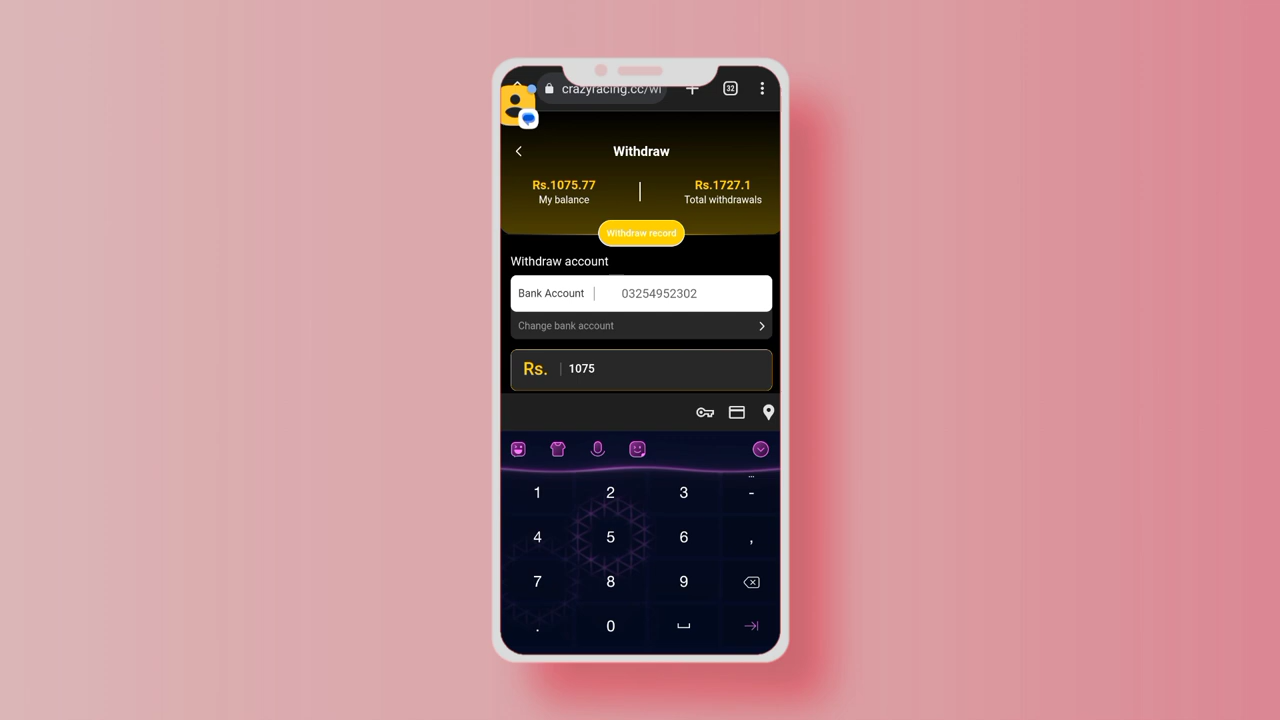 crazyracing.cc/wi
32
Withdraw
Rs.1075.77
Rs.1727.1
My balance
Total withdrawals
Withdraw record
Withdraw account
Bank Account
03254952302
Change bank account
Rs.
1075
1 2 3 -
4 5 6 ,
7 8 9
. 0